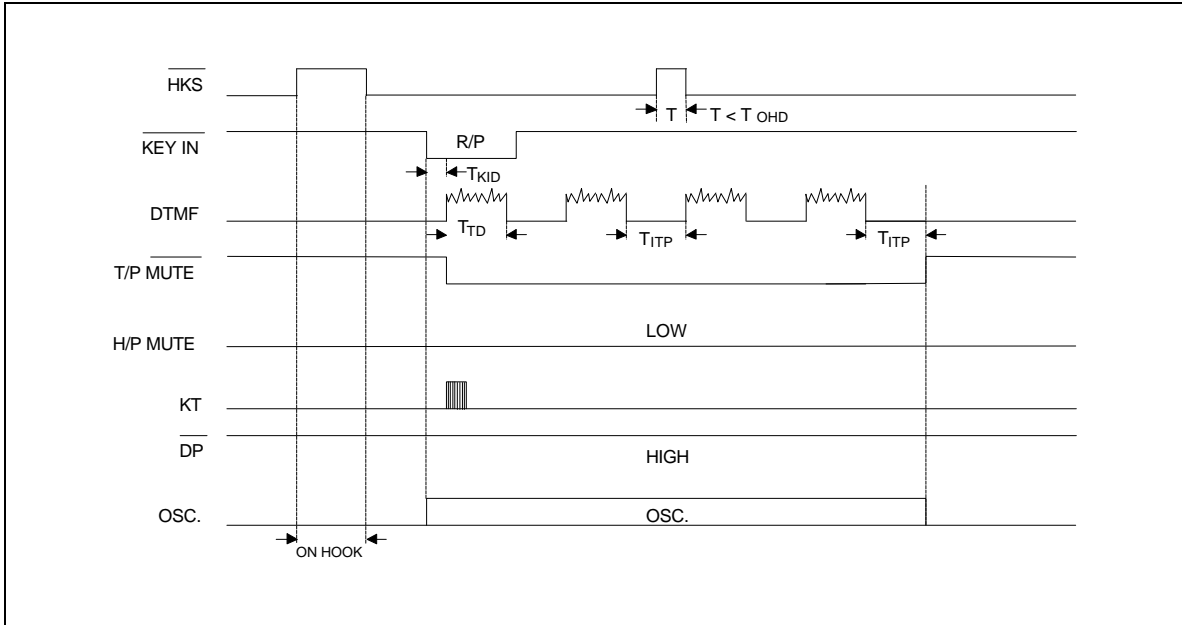 HKS
T
T < T OHD
KEY IN
R/P
TKID
DTMF
TTD
TITP
TITP
T/P MUTE
LOW
H/P MUTE
KT
DP
HIGH
OSC.
OSC.
ON HOOK